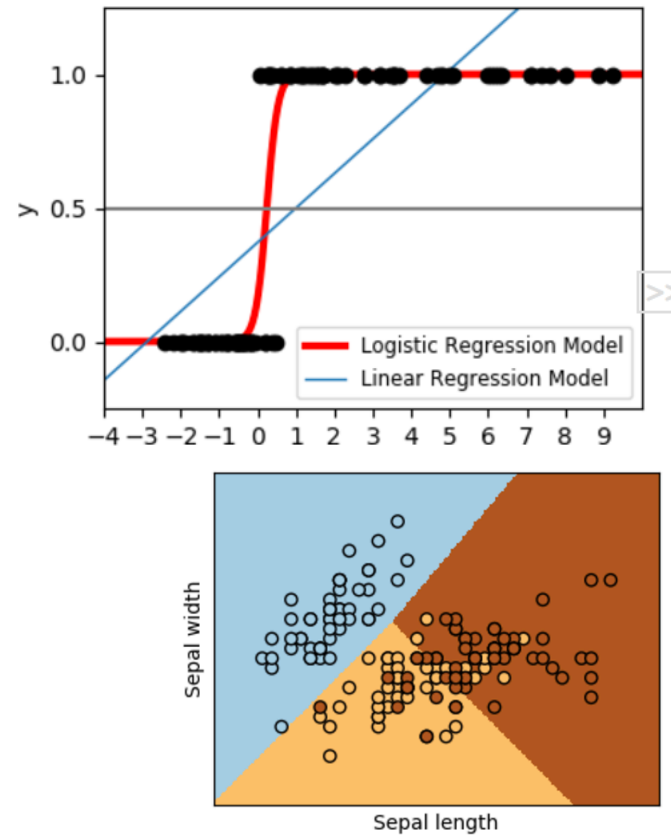 1.0
0.5
0.0
y
>>
Logistic Regression Model
Linear Regression Model
−4 −3 −2 −1 0 1 2 3 4 5 6 7 8 9
Sepal width
Sepal length